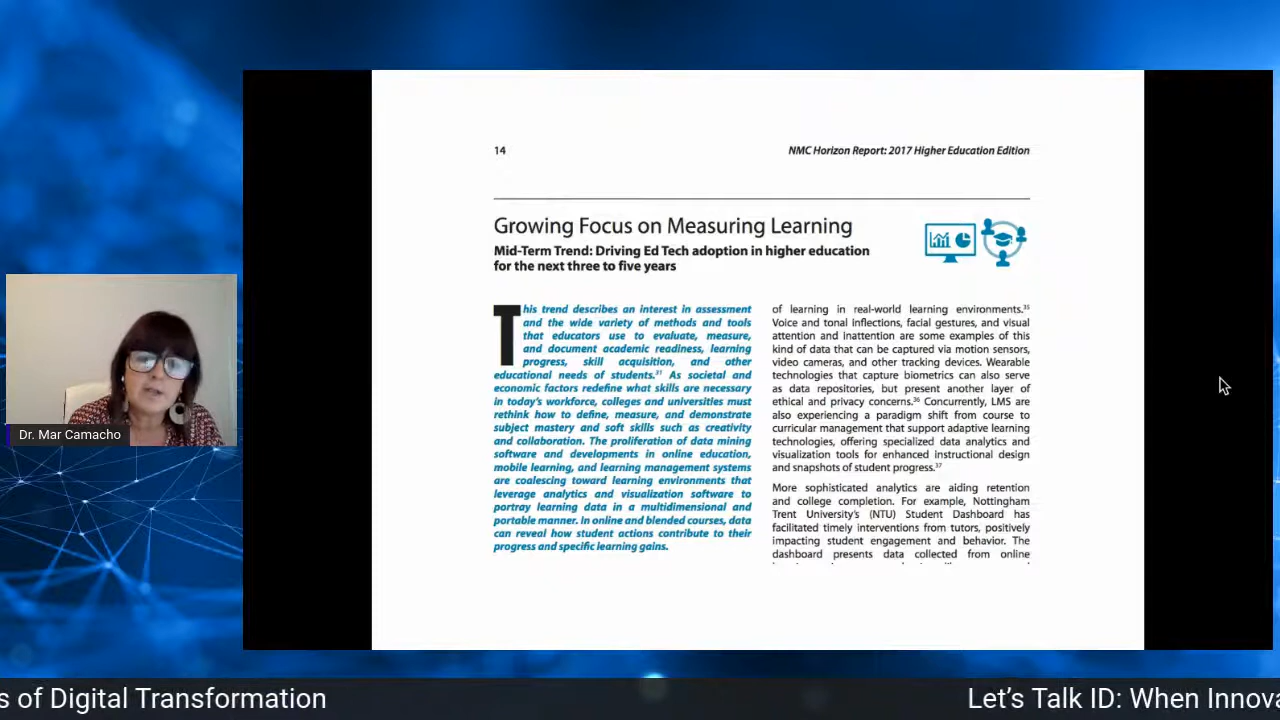 14
NMC Horizon Report: 2017 Higher Education Edition
Growing Focus on Measuring Learning
Mid-Term Trend: Driving Ed Tech adoption in higher education
for the next three to five years
This trend describes an interest in assessment
and the wide variety of methods and tools
that educators use to evaluate, measure,
and document academic readiness, learning
progress, skill acquisition, and other
educational needs of students.31 As societal and
economic factors redefine what skills are necessary
in today's workforce, colleges and universities must
rethink how to define, measure, and demonstrate
subject mastery and soft skills such as creativity
and collaboration. The proliferation of data mining
software and developments in online education,
mobile learning, and learning management systems
are coalescing toward learning environments that
leverage analytics and visualization software to
portray learning data in a multidimensional and
portable manner. In online and blended courses, data
can reveal how student actions contribute to their
progress and specific learning gains.
of learning in real-world learning environments.35
Voice and tonal inflections, facial gestures, and visual
attention and inattention are some examples of this
kind of data that can be captured via motion sensors,
video cameras, and other tracking devices. Wearable
technologies that capture biometrics can also serve
as data repositories, but present another layer of
ethical and privacy concerns.36 Concurrently, LMS are
also experiencing a paradigm shift from course to
curricular management that support adaptive learning
technologies, offering specialized data analytics and
visualization tools for enhanced instructional design
and snapshots of student progress.37
More sophisticated analytics are aiding retention
and college completion. For example, Nottingham
Trent University's (NTU) Student Dashboard has
facilitated timely interventions from tutors, positively
impacting student engagement and behavior. The
dashboard presents data collected from online
Dr. Mar Camacho
s of Digital Transformation
Let's Talk ID: When Innova